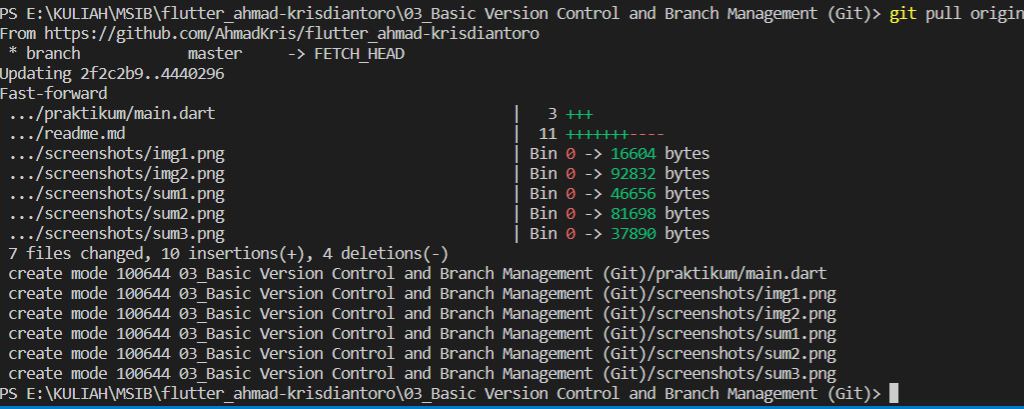 PS E:\KULIAH\MSIB\flutter_ahmad-krisdiantoro\03_Basic Version Control and Branch Management (Git)> git pull origin
From https://github.com/AhmadKris/flutter_ahmad-krisdiantoro
 * branch            master     -> FETCH_HEAD
Updating 2f2c2b9..4440296
Fast-forward
 .../praktikum/main.dart                            |   3 +++
 .../readme.md                                      |  11 +++++++----
 .../screenshots/img1.png                           | Bin 0 -> 16604 bytes
 .../screenshots/img2.png                           | Bin 0 -> 92832 bytes
 .../screenshots/sum1.png                           | Bin 0 -> 46656 bytes
 .../screenshots/sum2.png                           | Bin 0 -> 81698 bytes
 .../screenshots/sum3.png                           | Bin 0 -> 37890 bytes
 7 files changed, 10 insertions(+), 4 deletions(-)
 create mode 100644 03_Basic Version Control and Branch Management (Git)/praktikum/main.dart
 create mode 100644 03_Basic Version Control and Branch Management (Git)/screenshots/img1.png
 create mode 100644 03_Basic Version Control and Branch Management (Git)/screenshots/img2.png
 create mode 100644 03_Basic Version Control and Branch Management (Git)/screenshots/sum1.png
 create mode 100644 03_Basic Version Control and Branch Management (Git)/screenshots/sum2.png
 create mode 100644 03_Basic Version Control and Branch Management (Git)/screenshots/sum3.png
PS E:\KULIAH\MSIB\flutter_ahmad-krisdiantoro\03_Basic Version Control and Branch Management (Git)>